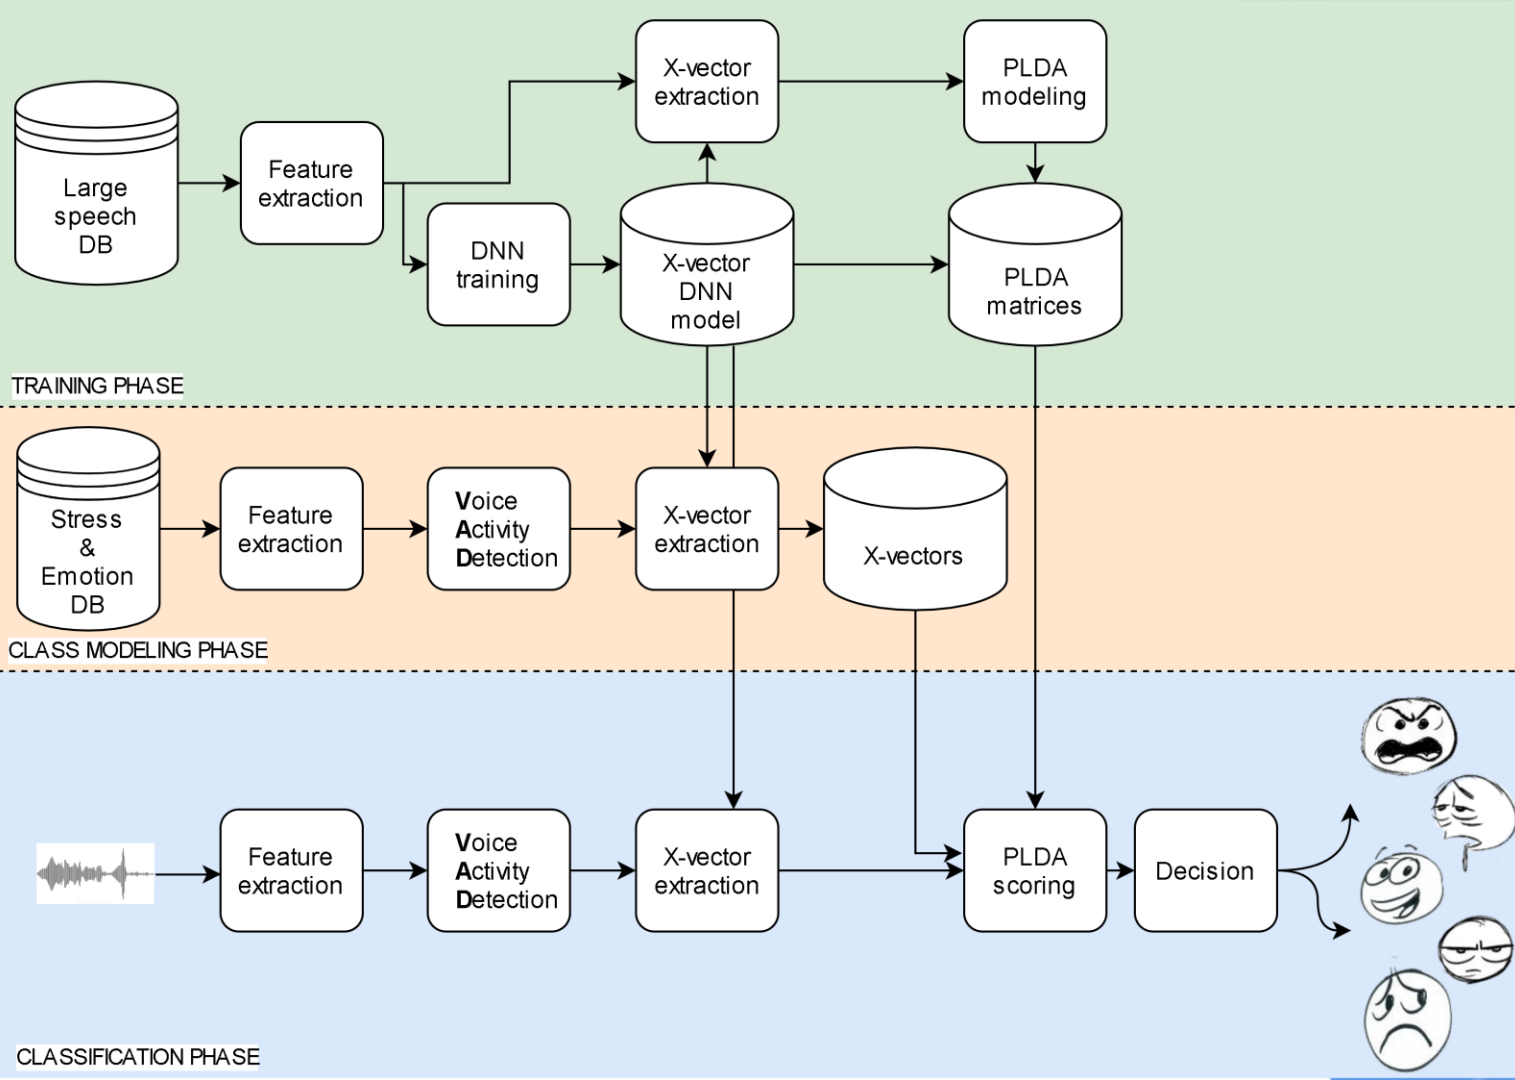 X-vector
extraction
PLDA
modeling
Large
speech
DB
Feature
extraction
DNN
training
X-vector
DNN
model
PLDA
matrices
TRAINING PHASE
Stress
&
Emotion
DB
Feature
extraction
Voice
Activity
Detection
X-vector
extraction
X-vectors
CLASS MODELING PHASE
Feature
extraction
Voice
Activity
Detection
X-vector
extraction
PLDA
scoring
Decision
CLASSIFICATION PHASE